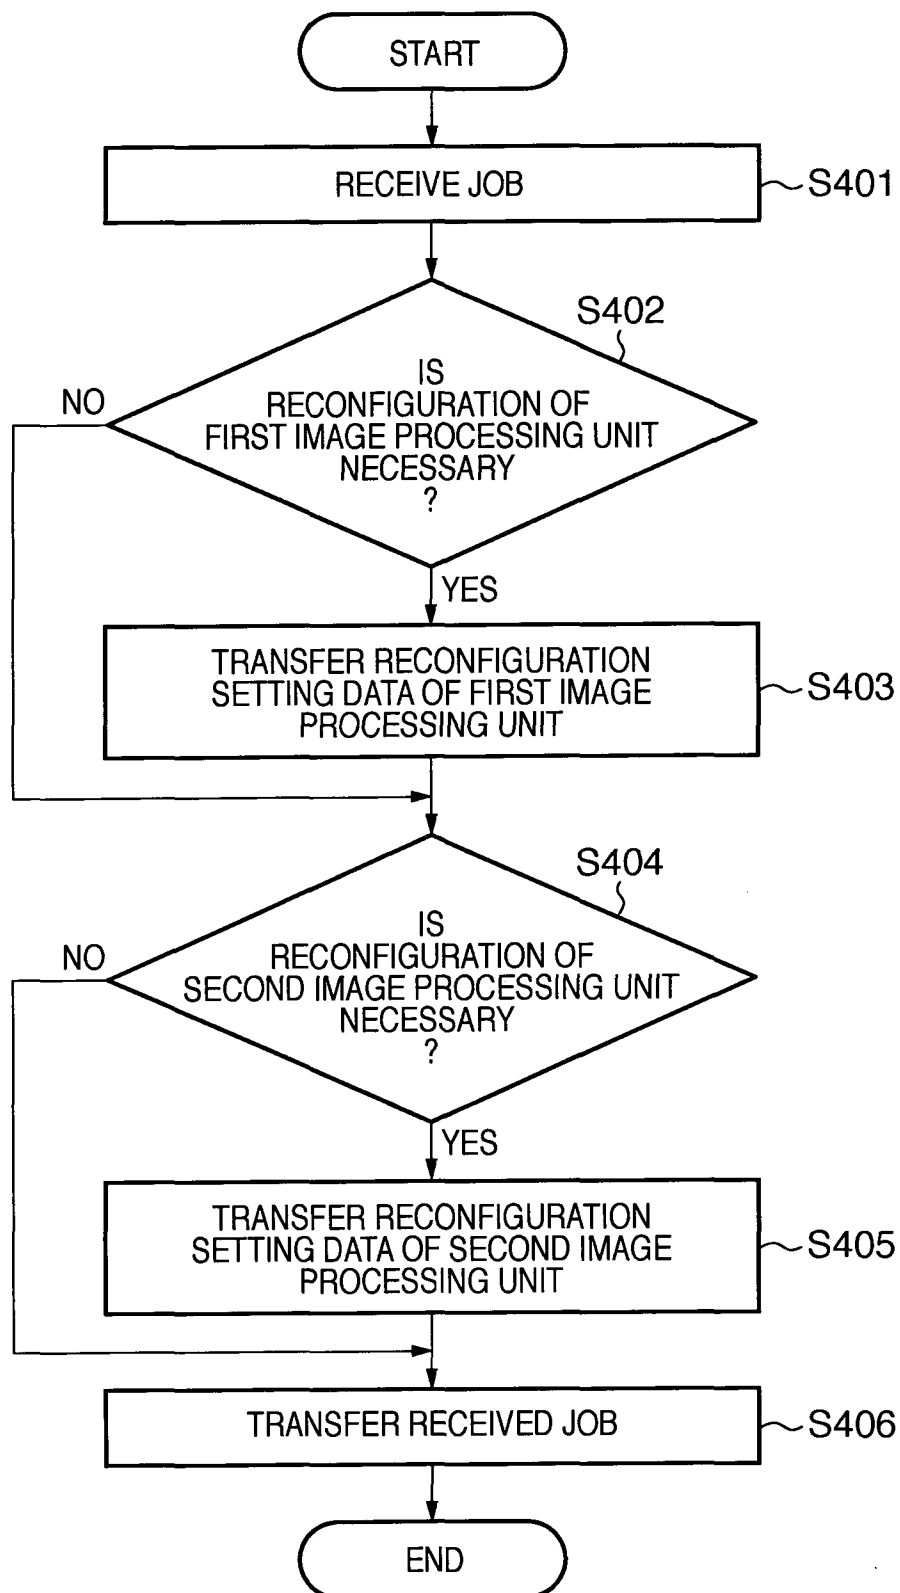 START
RECEIVE JOB
S401
S402
IS
RECONFIGURATION OF
FIRST IMAGE PROCESSING UNIT
NECESSARY
?
NO
YES
TRANSFER RECONFIGURATION
SETTING DATA OF FIRST IMAGE
PROCESSING UNIT
S403
S404
IS
RECONFIGURATION OF
SECOND IMAGE PROCESSING UNIT
NECESSARY
?
NO
YES
TRANSFER RECONFIGURATION
SETTING DATA OF SECOND IMAGE
PROCESSING UNIT
S405
TRANSFER RECEIVED JOB
S406
END